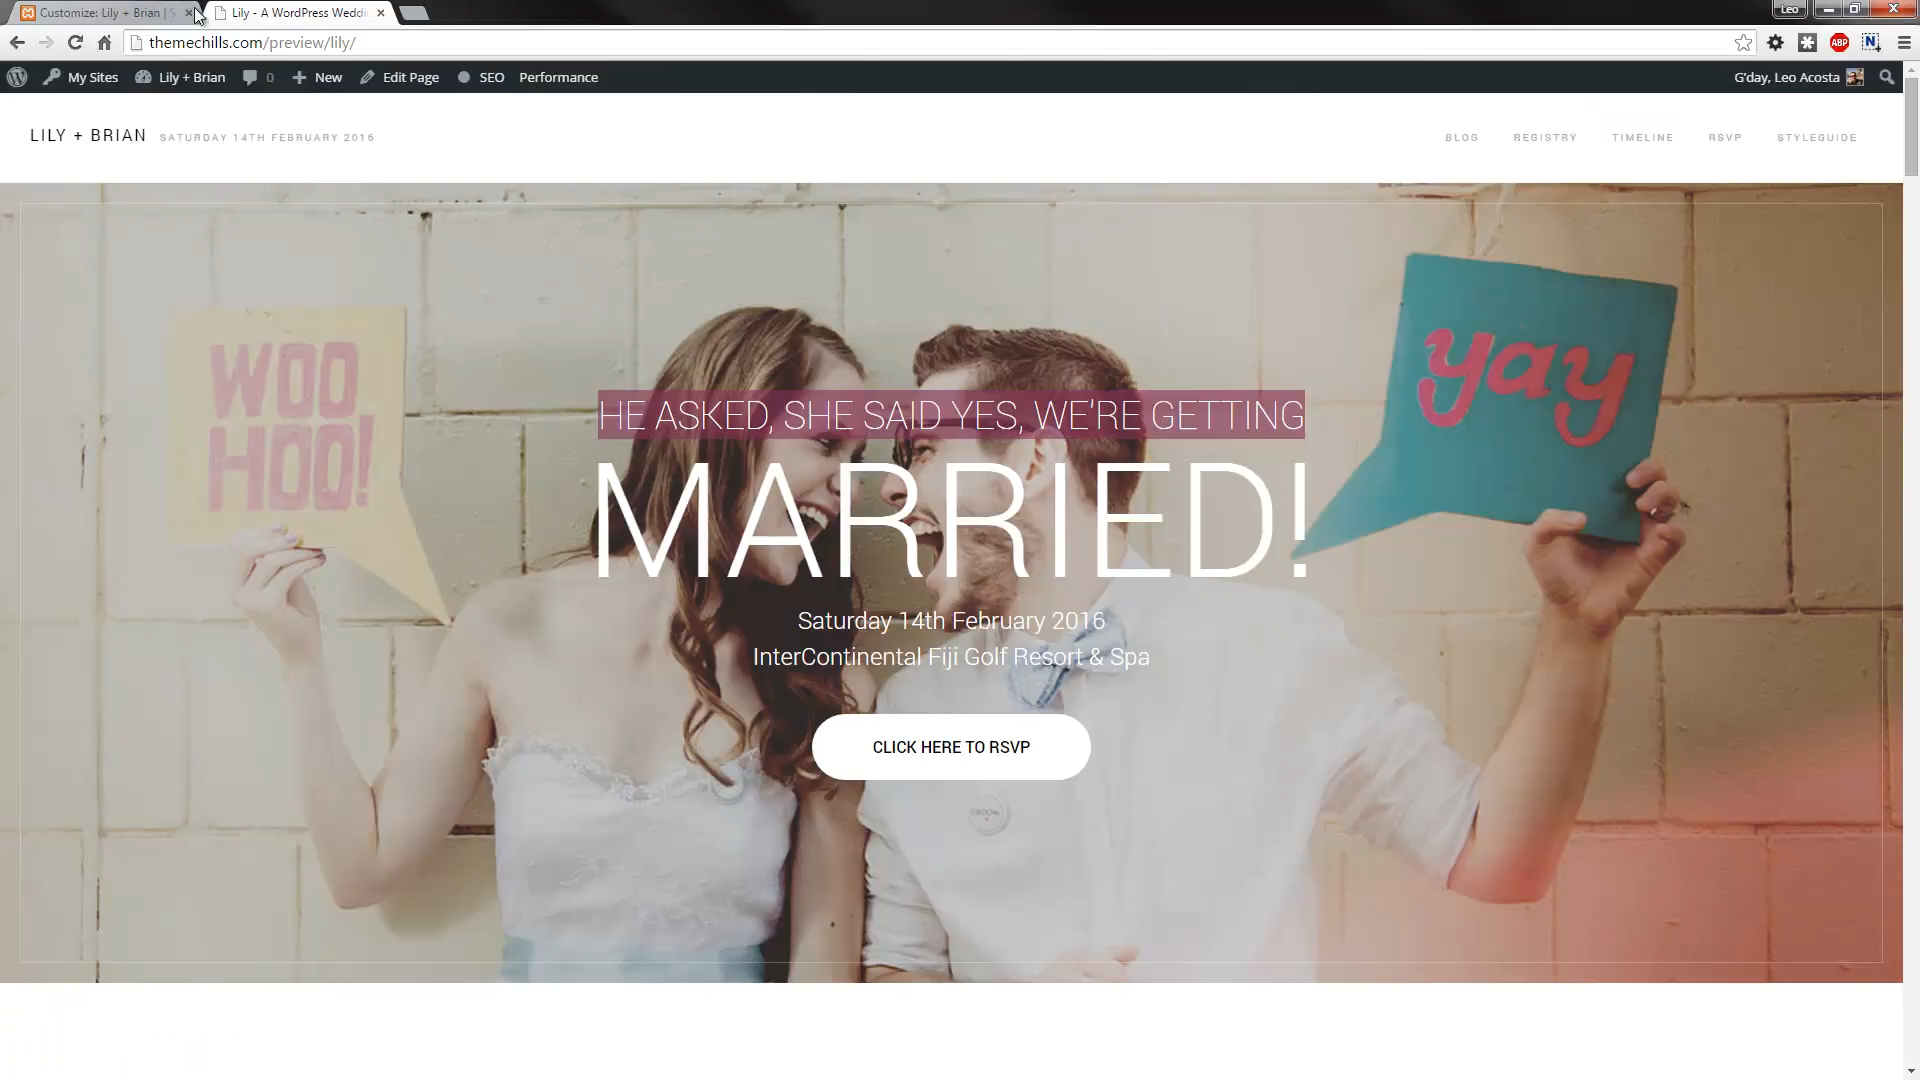 Customize: Lily + Brian | S
Lily - A WordPress Weddin
Leo
themechills.com/preview/lily/
ABP
N
My Sites
Lily + Brian
0
New
Edit Page
SEO
Performance
G'day, Leo Acosta
LILY + BRIAN
SATURDAY 14TH FEBRUARY 2016
BLOG
REGISTRY
TIMELINE
RSVP
STYLEGUIDE
WOO
HOO!
yay
HE ASKED, SHE SAID YES, WE'RE GETTING
MARRIED!
Saturday 14th February 2016
InterContinental Fiji Golf Resort & Spa
CLICK HERE TO RSVP
GROOM